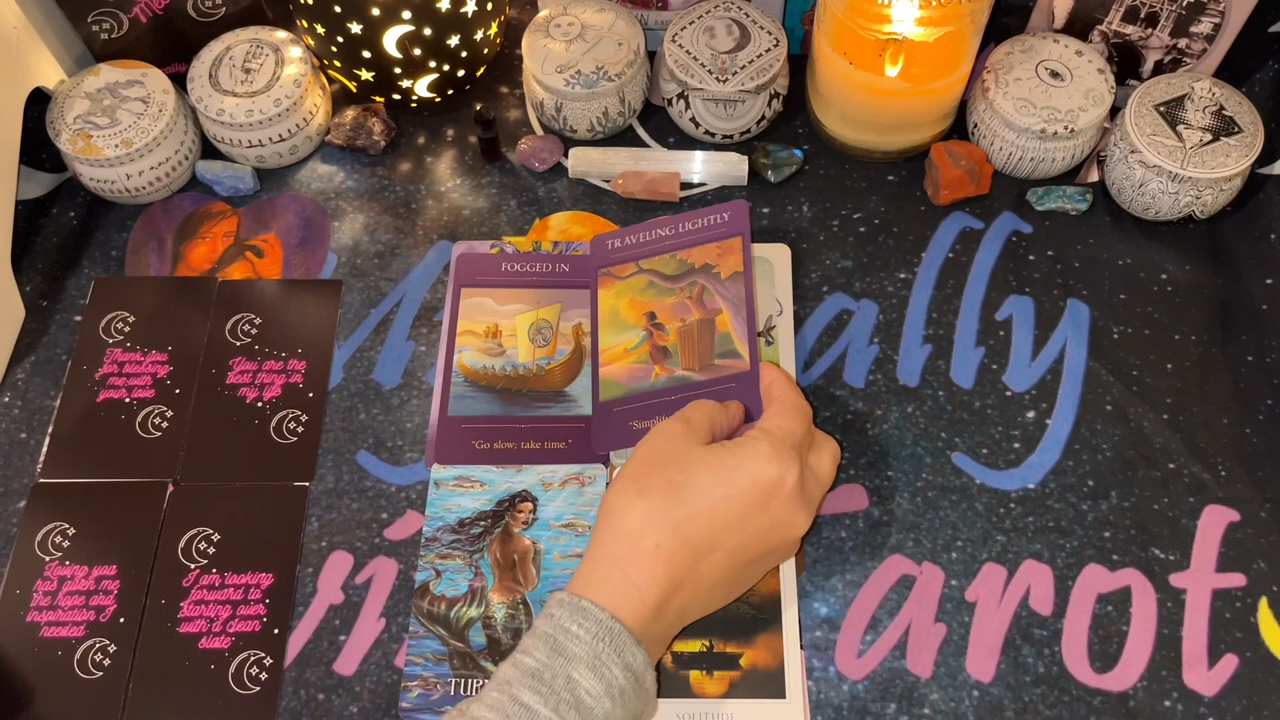 TRAVELING LIGHTLY
FOGGED IN
"Go slow; take time."
Thank you
for blessing
me with
your love
You are the
best thing in
my life
Loving you
has given me
the hope and
inspiration I
needed
I am looking
forward to
starting over
with a clean
slate
ally
arot
SOLITUDE